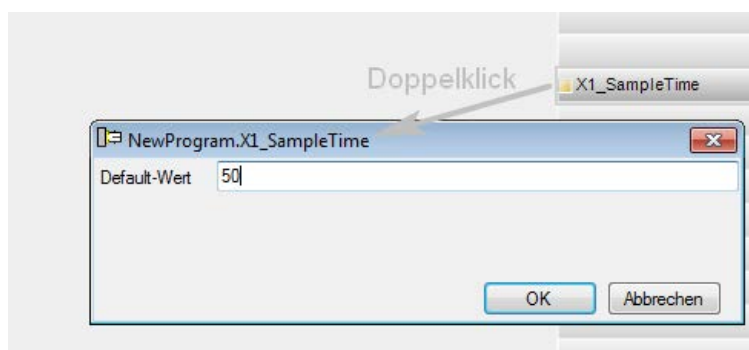 Doppelklick
X1_SampleTime
NewProgram.X1_SampleTime
Default-Wert 50
OK Abbrechen